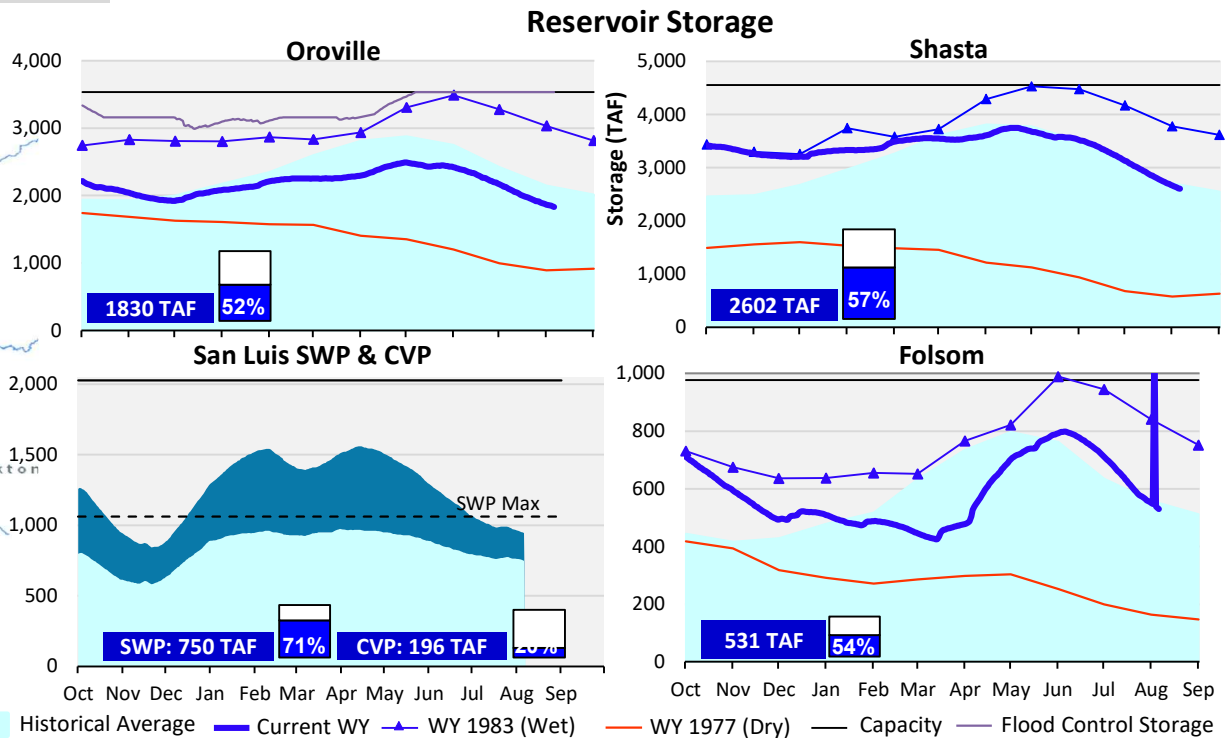 Reservoir Storage
Oroville
4,000
3,000
2,000
1,000
0
1830 TAF
52%
Shasta
Storage (TAF)
5,000
4,000
3,000
2,000
1,000
0
2602 TAF
57%
San Luis SWP & CVP
2,000
1,500
1,000
500
0
SWP Max
SWP: 750 TAF
71%
CVP: 196 TAF
20%
Oct Nov Dec Jan Feb Mar Apr May Jun Jul Aug Sep
Folsom
1,000
800
600
400
200
0
531 TAF
54%
Oct Nov Dec Jan Feb Mar Apr May Jun Jul Aug Sep
kton
Historical Average Current WY WY 1983 (Wet) WY 1977 (Dry) Capacity Flood Control Storage